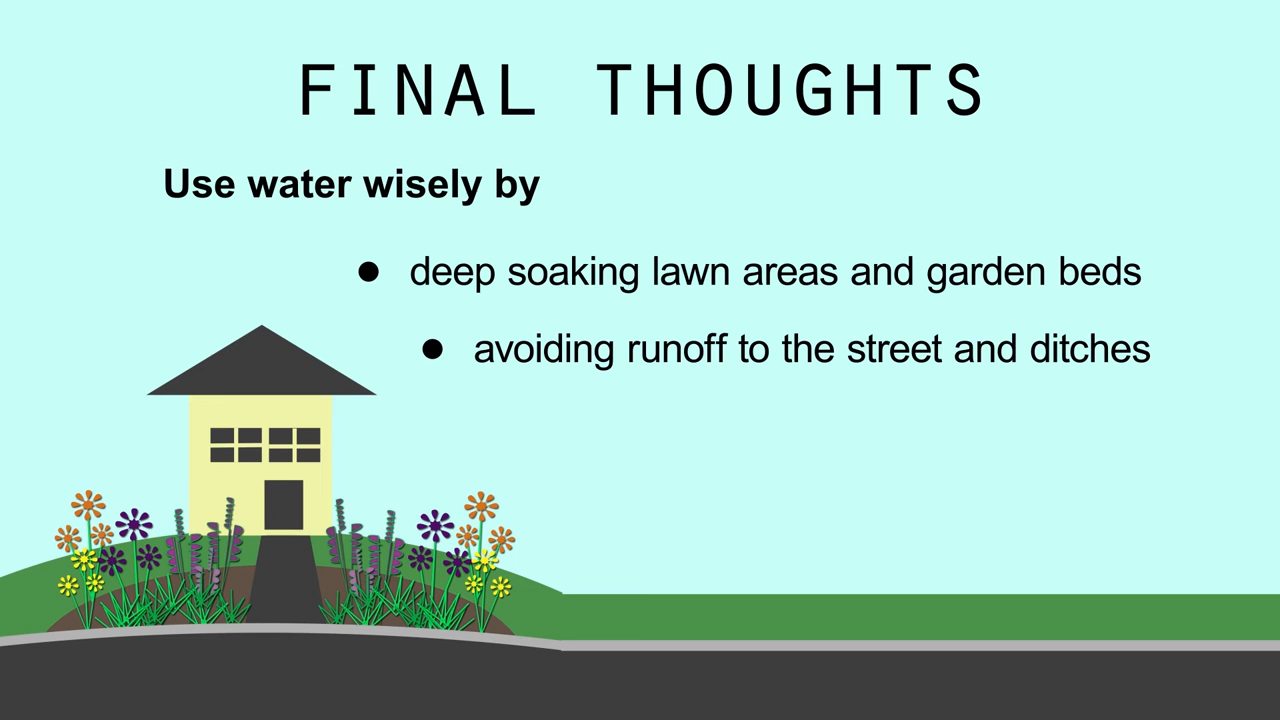 FINAL THOUGHTS
Use water wisely by
● deep soaking lawn areas and garden beds
● avoiding runoff to the street and ditches